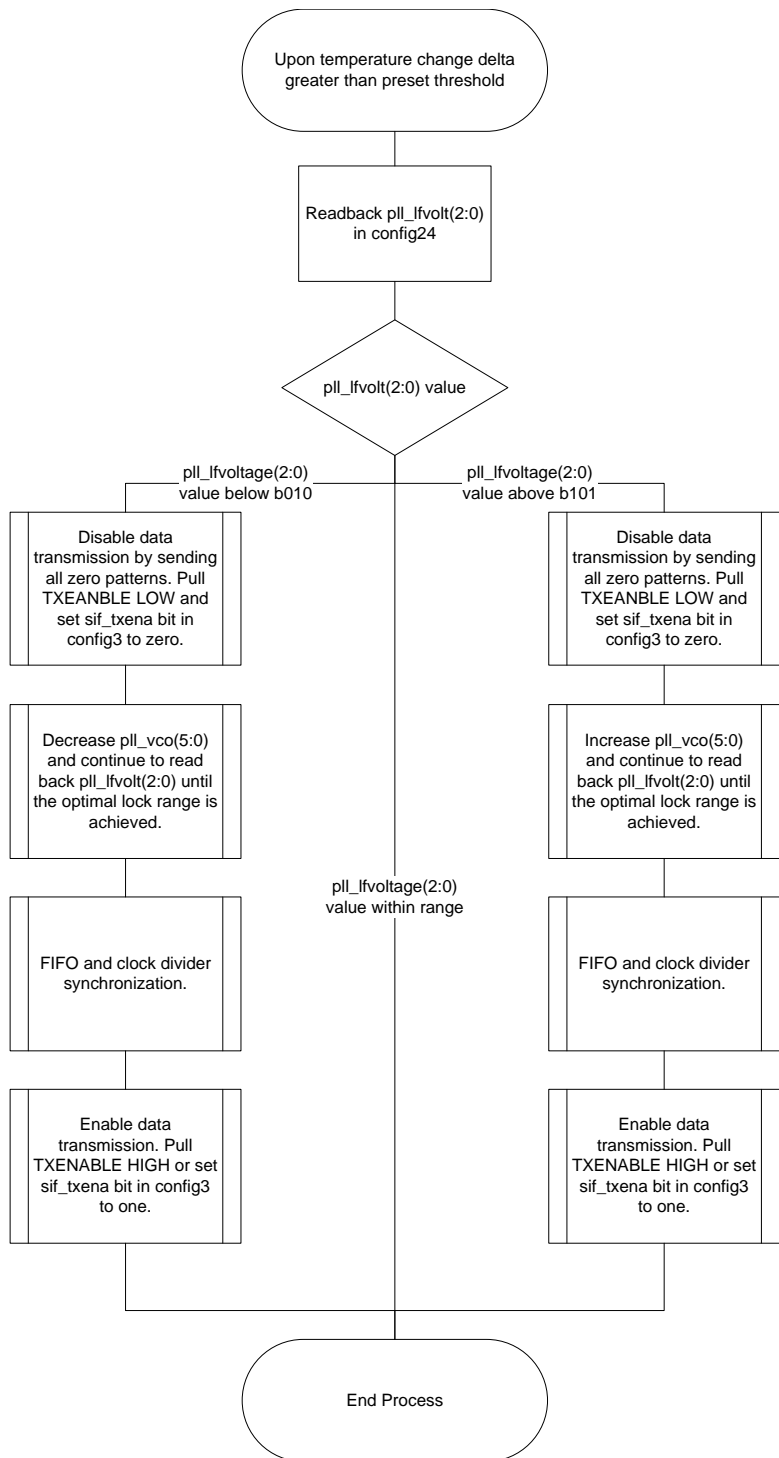 Upon temperature change delta
greater than preset threshold
Readback pll_lfvolt(2:0)
in config24
pll_lfvolt(2:0) value
pll_lfvoltage(2:0)
value below b010
pll_lfvoltage(2:0)
value above b101
Disable data
transmission by sending
all zero patterns. Pull
TXEANBLE LOW and
set sif_txena bit in
config3 to zero.
Disable data
transmission by sending
all zero patterns. Pull
TXEANBLE LOW and
set sif_txena bit in
config3 to zero.
Decrease pll_vco(5:0)
and continue to read
back pll_lfvolt(2:0) until
the optimal lock range is
achieved.
Increase pll_vco(5:0)
and continue to read
back pll_lfvolt(2:0) until
the optimal lock range is
achieved.
pll_lfvoltage(2:0)
value within range
FIFO and clock divider
synchronization.
FIFO and clock divider
synchronization.
Enable data
transmission. Pull
TXENABLE HIGH or set
sif_txena bit in config3
to one.
Enable data
transmission. Pull
TXENABLE HIGH or set
sif_txena bit in config3
to one.
End Process